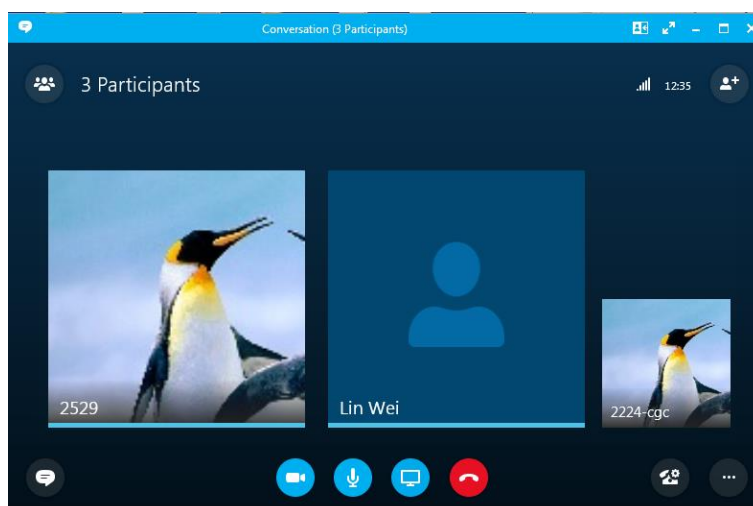 Conversation (3 Participants)
3 Participants
12:35
2529
Lin Wei
2224-cgc